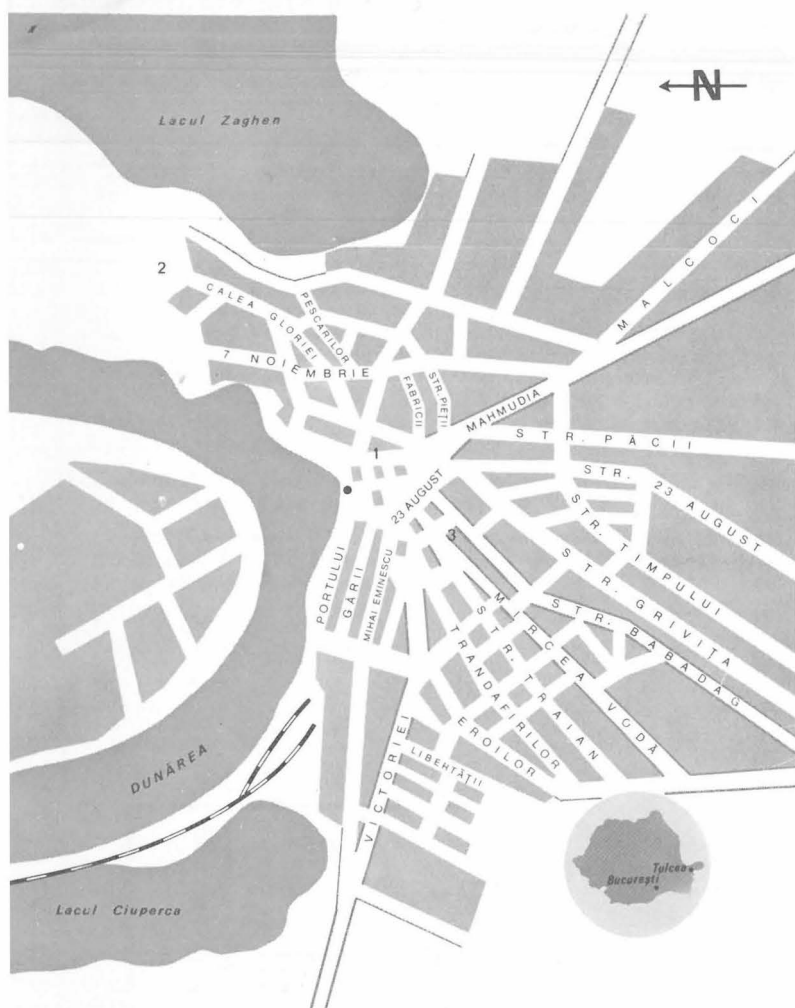 Lacul Zaghen
N
2
MALCOCI
CALEA GLORIEI
PESCARILOR
7 NOIEMBRIE
FABRICII
STR. PIEȚII
MAHMUDIA
STR. PĂCII
1
STR. 23 AUGUST
23 AUGUST
3
STR. TIMPULUI
STR. GRIVIȚA
STR. BABADAG
PORTULUI
GĂRII
MIHAI EMINESCU
MIRCEA VODĂ
STR. TRAIAN
TRANDAFIRILOR
EROILOR
LIBERTĂȚII
VICTORIEI
DUNĂREA
Lacul Ciuperca
Tulcea
București